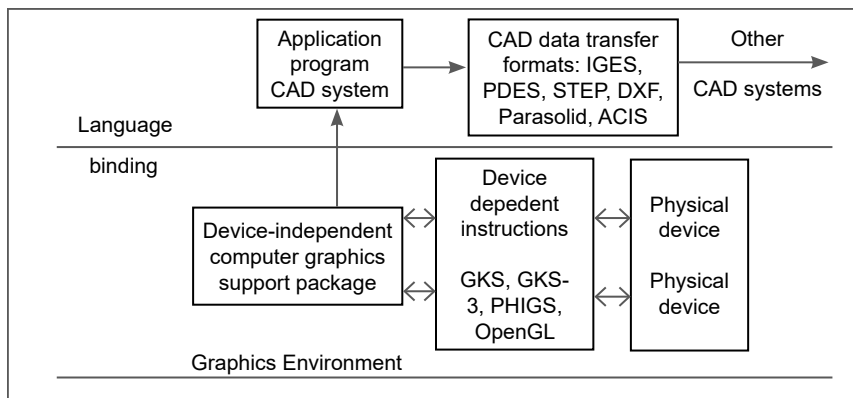 Application
program
CAD system
CAD data transfer
formats: IGES,
PDES, STEP, DXF,
Parasolid, ACIS
Other
CAD systems
Language
binding
Device-independent
computer graphics
support package
Device
depedent
instructions
GKS, GKS-
3, PHIGS,
OpenGL
Physical
device
Physical
device
Graphics Environment